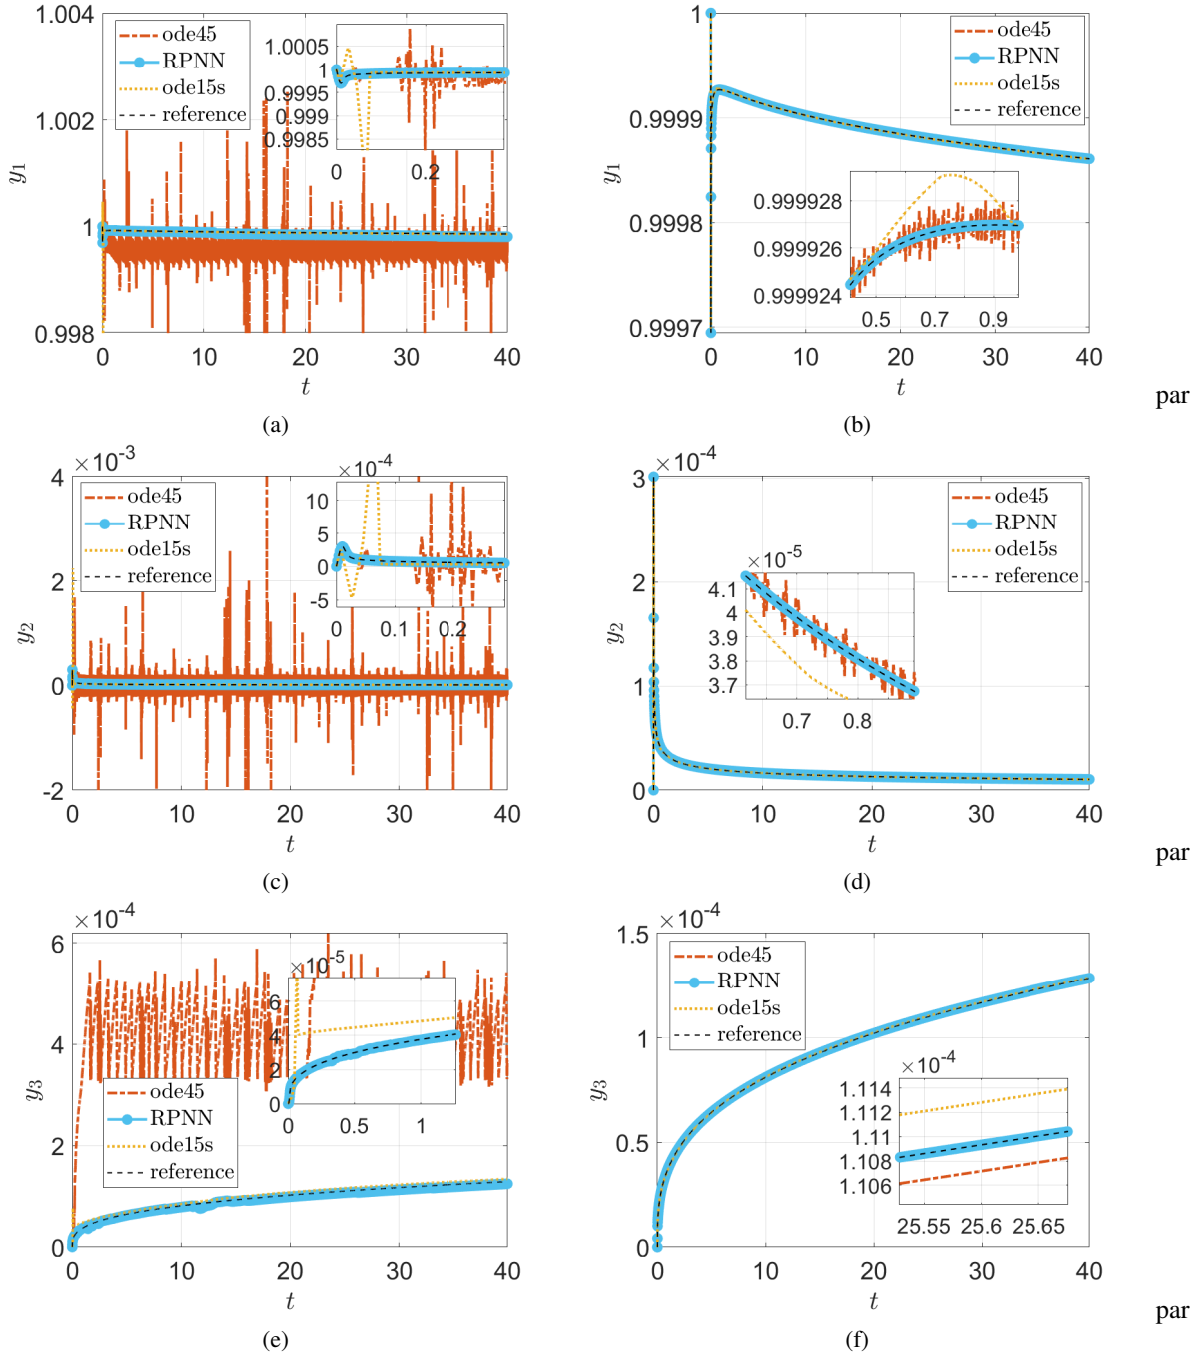 1.004
1.002
1
0.998
y1
ode45
RPNN
ode15s
reference
1.0005
1
0.9995
0.999
0.9985
0
0.2
0
10
20
30
40
t
(a)
1
0.9999
0.9998
0.9997
y1
ode45
RPNN
ode15s
reference
0.9999928
0.9999926
0.9999924
0.5
0.7
0.9
0
10
20
30
40
t
(b)
par
×10-3
4
2
0
-2
y2
ode45
RPNN
ode15s
reference
×10-4
10
5
0
-5
0
0.1
0.2
0
10
20
30
40
t
(c)
×10-4
3
2
1
0
y2
ode45
RPNN
ode15s
reference
×10-5
4.1
4
3.9
3.8
3.7
0.7
0.8
0
10
20
30
40
t
(d)
par
×10-4
6
4
2
0
y3
ode45
RPNN
ode15s
reference
×10-5
6
4
2
0
0
0.5
1
0
10
20
30
40
t
(e)
×10-4
1.5
1
0.5
0
y3
ode45
RPNN
ode15s
reference
×10-4
1.114
1.112
1.11
1.108
1.106
25.55
25.6
25.65
0
10
20
30
40
t
(f)
par